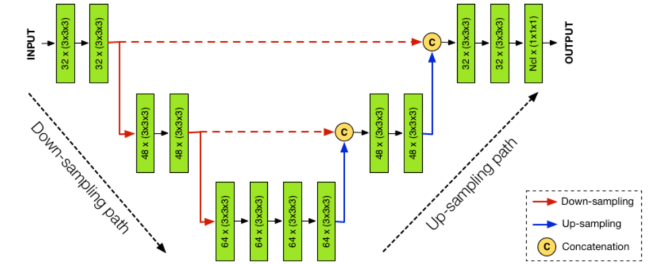 INPUT
32 x (3x3x3)
32 x (3x3x3)
C
32 x (3x3x3)
32 x (3x3x3)
Ncl x (1x1x1)
OUTPUT
48 x (3x3x3)
48 x (3x3x3)
C
48 x (3x3x3)
48 x (3x3x3)
64 x (3x3x3)
64 x (3x3x3)
64 x (3x3x3)
64 x (3x3x3)
Down-sampling path
Up-sampling path
Down-sampling
Up-sampling
C Concatenation